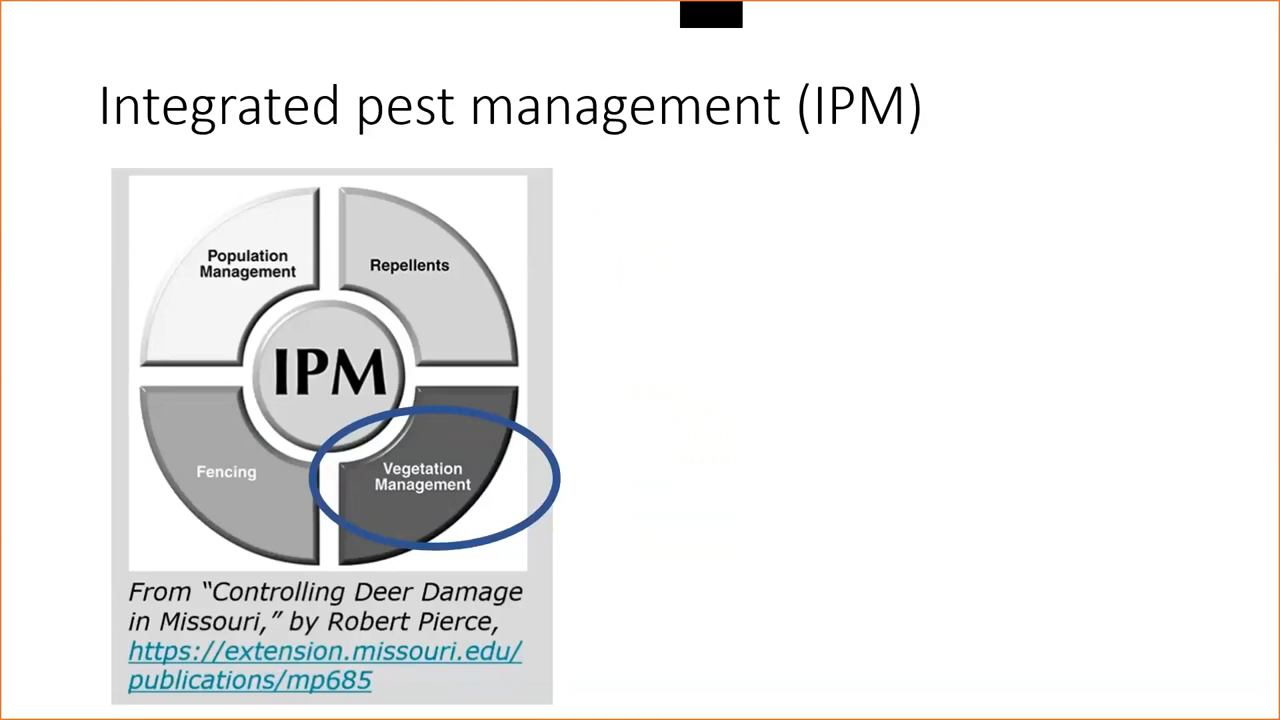 Integrated pest management (IPM)
Population
Management
Repellents
IPM
Fencing
Vegetation
Management
From “Controlling Deer Damage
in Missouri,” by Robert Pierce,
https://extension.missouri.edu/
publications/mp685